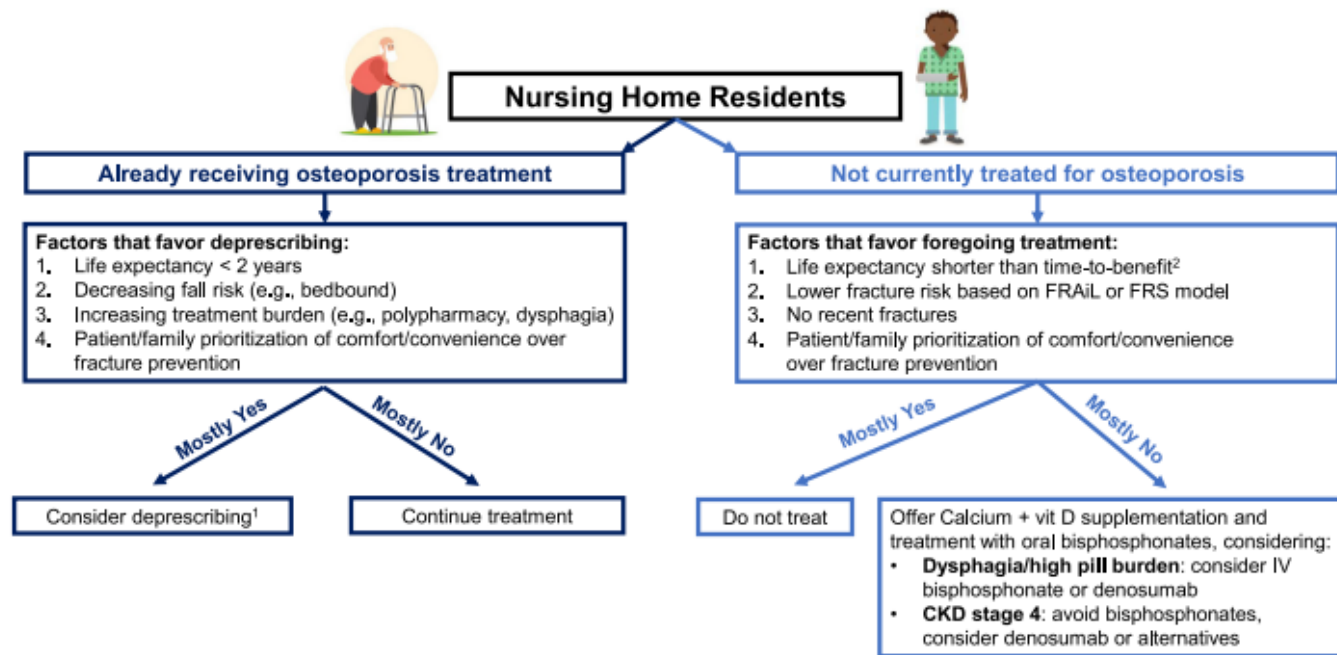 Nursing Home Residents
Already receiving osteoporosis treatment
Factors that favor deprescribing:
1. Life expectancy < 2 years
2. Decreasing fall risk (e.g., bedbound)
3. Increasing treatment burden (e.g., polypharmacy, dysphagia)
4. Patient/family prioritization of comfort/convenience over
fracture prevention
Mostly Yes
Mostly No
Consider deprescribing¹
Continue treatment
Not currently treated for osteoporosis
Factors that favor foregoing treatment:
1. Life expectancy shorter than time-to-benefit²
2. Lower fracture risk based on FRAiL or FRS model
3. No recent fractures
4. Patient/family prioritization of comfort/convenience
over fracture prevention
Mostly Yes
Mostly No
Do not treat
Offer Calcium + vit D supplementation and
treatment with oral bisphosphonates, considering:
• Dysphagia/high pill burden: consider IV
bisphosphonate or denosumab
• CKD stage 4: avoid bisphosphonates,
consider denosumab or alternatives